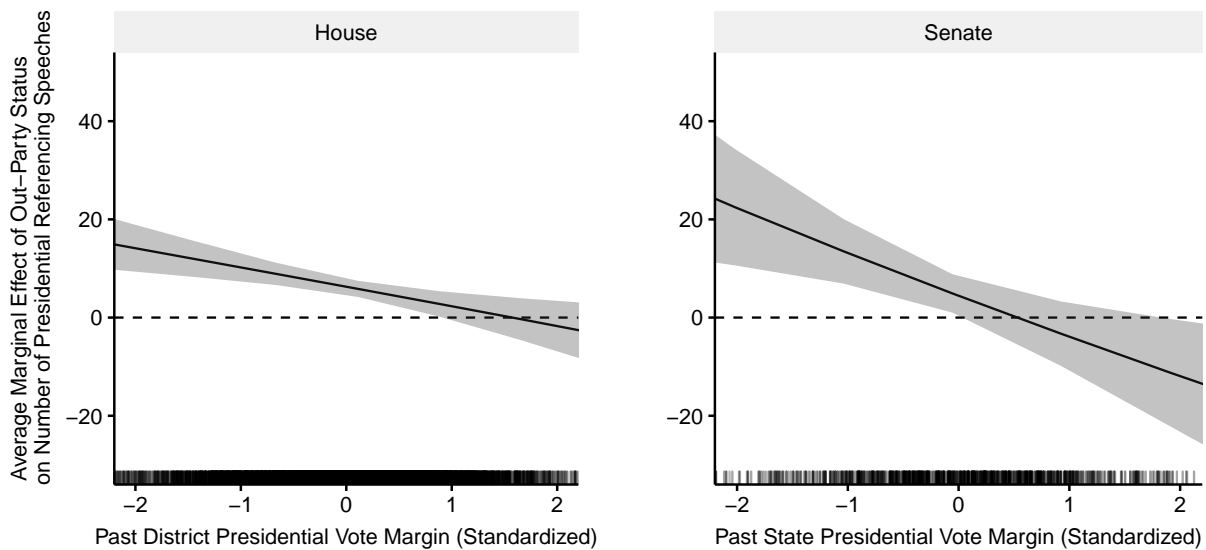 House
Senate
Average Marginal Effect of Out−Party Status
on Number of Presidential Referencing Speeches
40
20
0
−20
−2 −1 0 1 2
Past District Presidential Vote Margin (Standardized)
40
20
0
−20
−2 −1 0 1 2
Past State Presidential Vote Margin (Standardized)